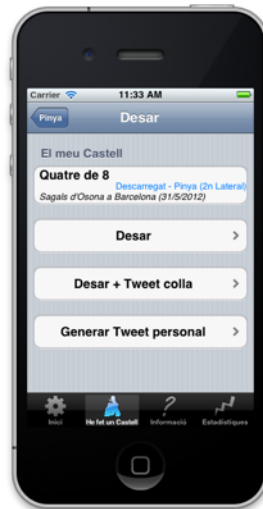 Carrier 11:33 AM
Pinya Desar
El meu Castell
Quatre de 8
Descarregat - Pinya (2n Lateral)
Sagals d'Osona a Barcelona (31/5/2012)
Desar
Desar + Tweet colla
Generar Tweet personal
Inici He fet un Castell Informació Estadístiques